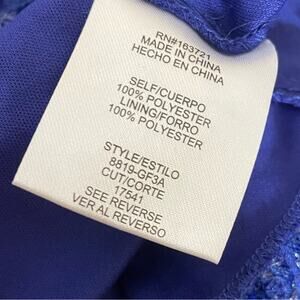 RN#163721
MADE IN CHINA
HECHO EN CHINA
SELF/CUERPO
100% POLYESTER
LINING/FORRO
100% POLYESTER
STYLE/ESTILO
8819-GF3A
CUT/CORTE
17541
SEE REVERSE
VER AL REVERSO